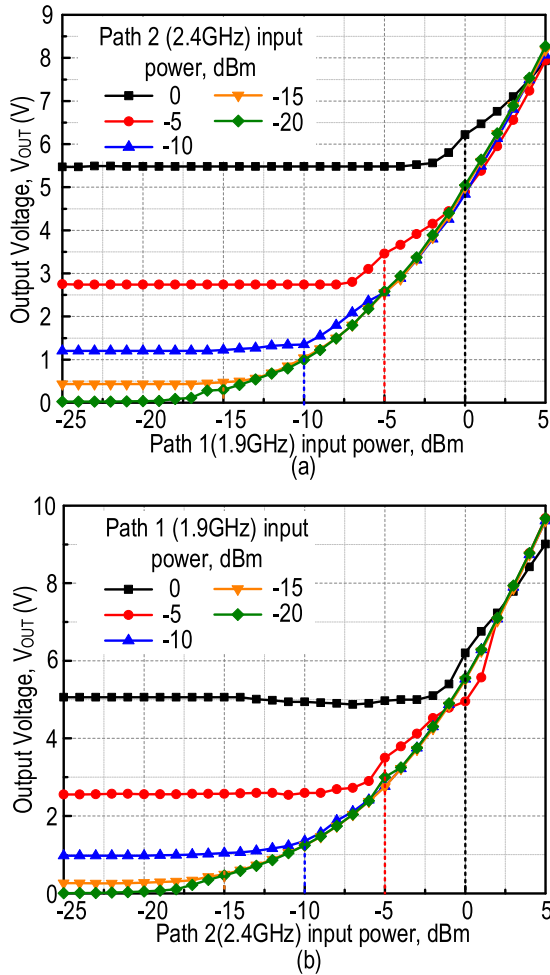 9
8
7
6
5
4
3
2
1
0
Output Voltage, VOUT (V)
Path 2 (2.4GHz) input
power, dBm
0 -15
-5 -20
-10
-25 -20 -15 -10 -5 0 5
Path 1(1.9GHz) input power, dBm
(a)
10
8
6
4
2
0
Output Voltage, VOUT (V)
Path 1 (1.9GHz) input
power, dBm
0 -15
-5 -20
-10
-25 -20 -15 -10 -5 0 5
Path 2(2.4GHz) input power, dBm
(b)